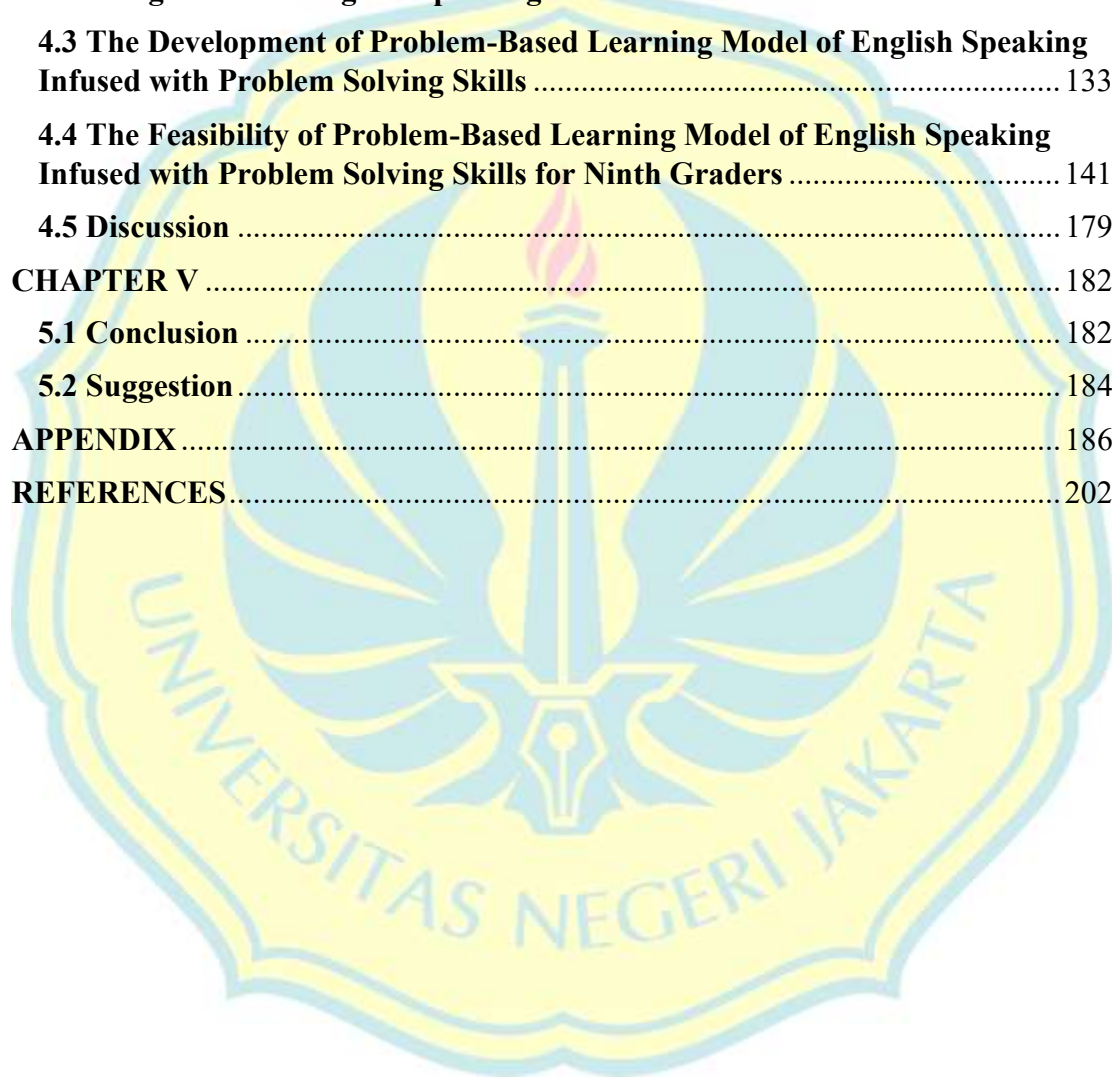 4.3 The Development of Problem-Based Learning Model of English Speaking
Infused with Problem Solving Skills ........ 133
4.4 The Feasibility of Problem-Based Learning Model of English Speaking
Infused with Problem Solving Skills for Ninth Graders ........ 141
4.5 Discussion ........ 179
CHAPTER V ........ 182
5.1 Conclusion ........ 182
5.2 Suggestion ........ 184
APPENDIX ........ 186
REFERENCES ........ 202
UNIVERSITAS NEGERI JAKARTA